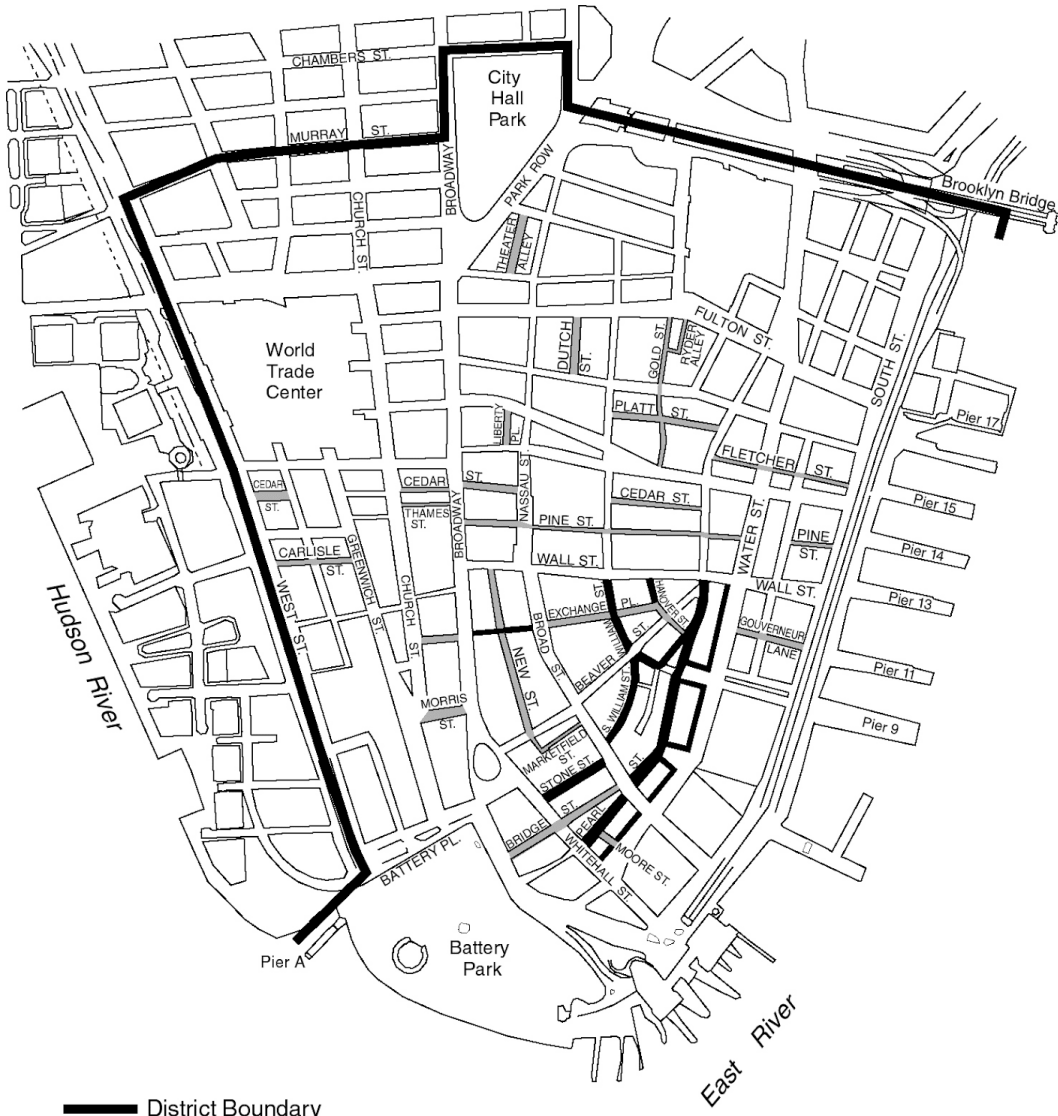 CHAMBERS ST.
City
Hall
Park
MURRAY ST.
BROADWAY
PARK ROW
Brooklyn Bridge
CHURCH ST.
THEATER
ALLEY
FULTON ST.
SOUTH ST.
World
Trade
Center
DUTCH
ST.
GOLD ST.
RYDER
ALLEY
Pier 17
PLATT ST.
LIBERTY
PL.
NASSAU ST.
FLETCHER ST.
CEDAR
ST.
CEDAR ST.
THAMES
ST.
BROADWAY
CEDAR ST.
Pier 15
PINE ST.
WATER ST.
PINE
ST.
Pier 14
CARLISLE
ST.
GREENWICH ST.
WALL ST.
WALL ST.
Pier 13
Hudson River
WEST ST.
CHURCH ST.
EXCHANGE PL.
WILLIAM ST.
HANOVER ST.
GOUVERNEUR
LANE
BROAD ST.
NEW ST.
BEAVER ST.
Pier 11
S. WILLIAM ST.
MORRIS
ST.
Pier 9
MARKETFIELD
ST.
STONE ST.
BRIDGE ST.
PEARL ST.
MOORE ST.
WHITEHALL ST.
BATTERY PL.
Pier A
Battery
Park
East River
District Boundary